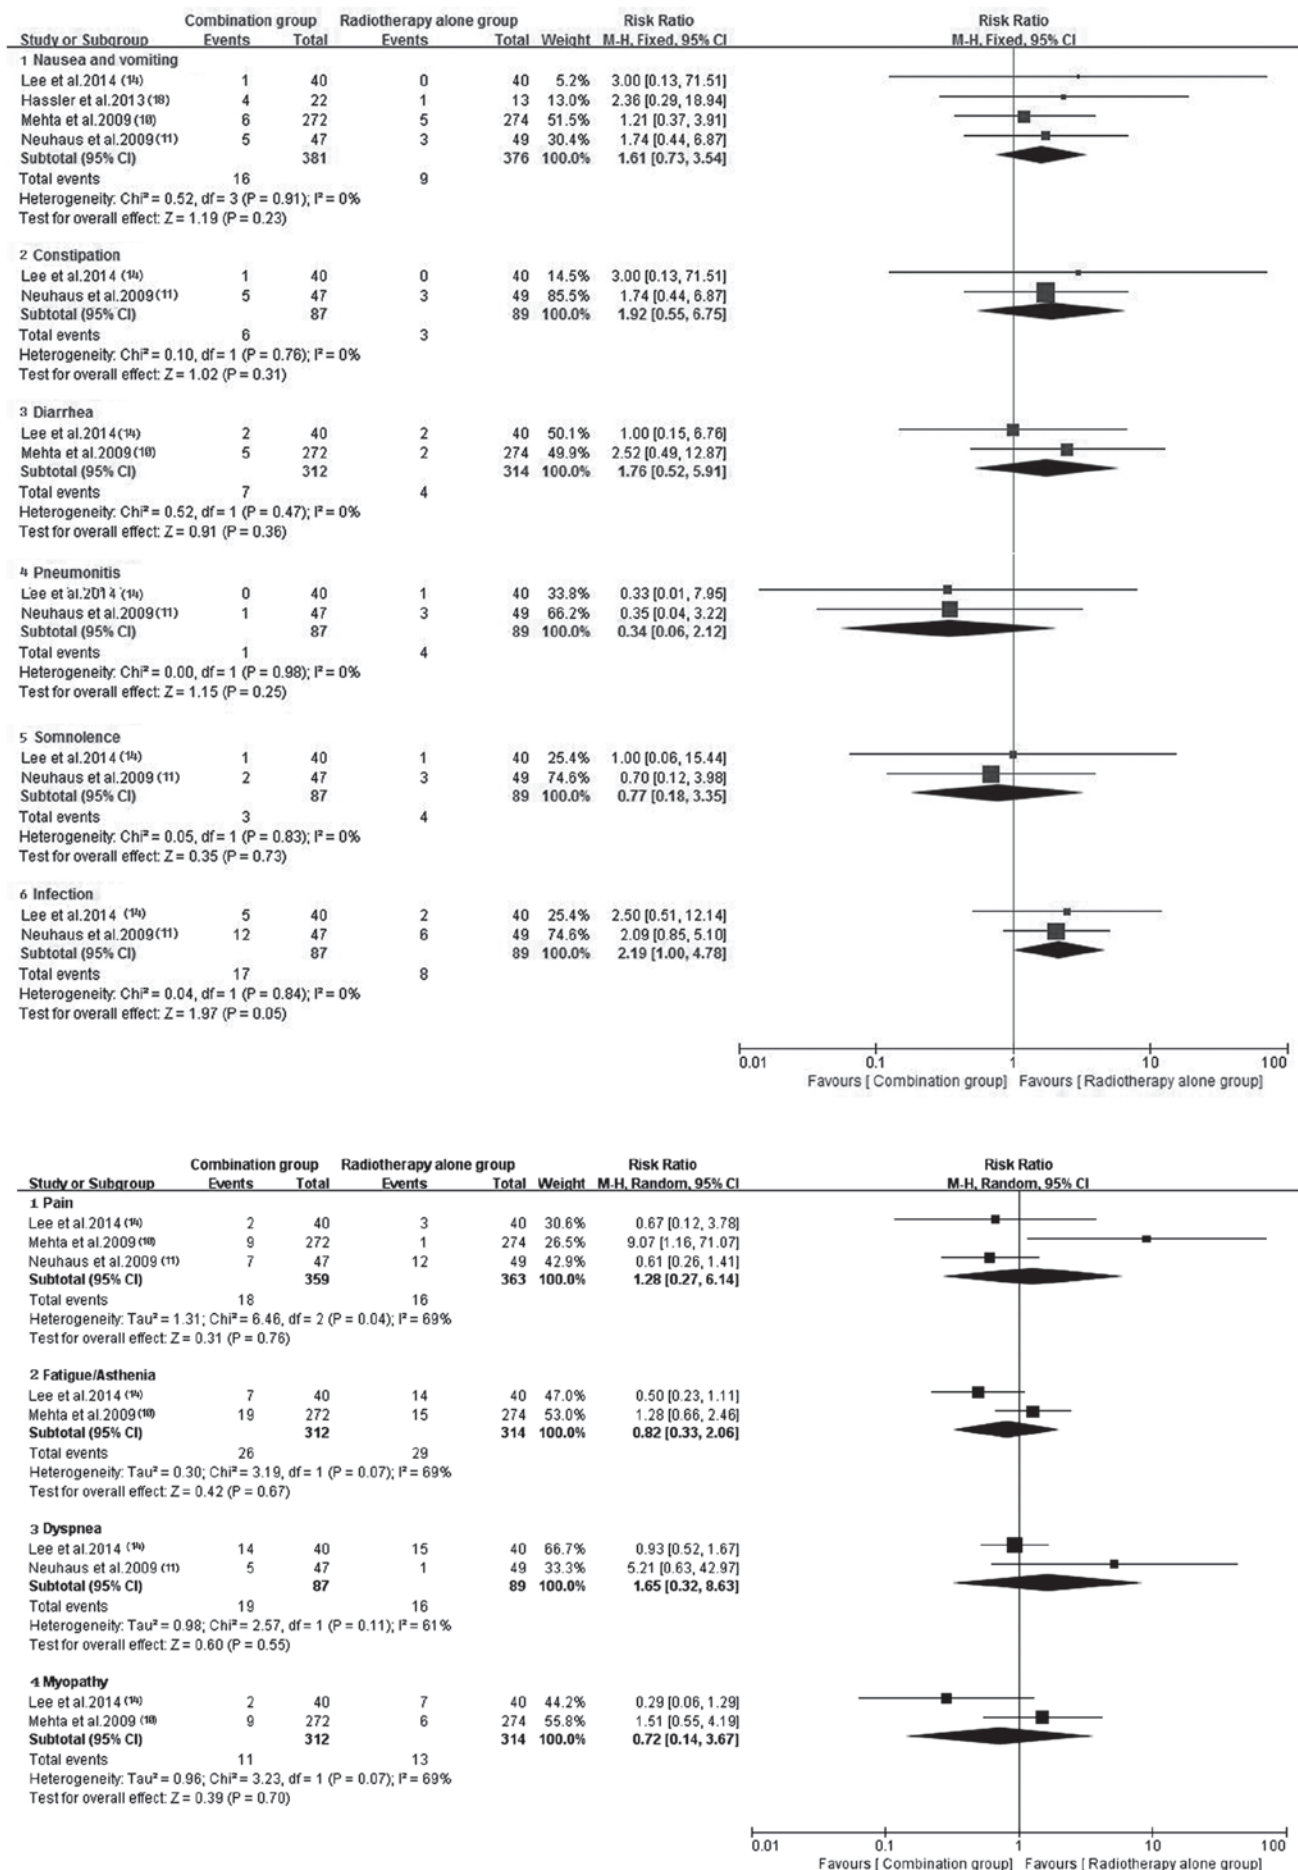 Combination group Radiotherapy alone group Risk Ratio Risk Ratio
Study or Subgroup Events Total Events Total Weight M-H, Fixed, 95% CI M-H, Fixed, 95% CI
1 Nausea and vomiting
Lee et al.2014 (14) 1 40 0 40 5.2% 3.00 [0.13, 71.51]
Hassler et al.2013 (18) 4 22 1 13 13.0% 2.36 [0.29, 18.94]
Mehta et al.2009 (10) 6 272 5 274 51.5% 1.21 [0.37, 3.91]
Neuhaus et al.2009 (11) 5 47 3 49 30.4% 1.74 [0.44, 6.87]
Subtotal (95% CI) 381 376 100.0% 1.61 [0.73, 3.54]
Total events 16 9
Heterogeneity: Chi² = 0.52, df = 3 (P = 0.91); I² = 0%
Test for overall effect: Z = 1.19 (P = 0.23)
2 Constipation
Lee et al.2014 (14) 1 40 0 40 14.5% 3.00 [0.13, 71.51]
Neuhaus et al.2009 (11) 5 47 3 49 85.5% 1.74 [0.44, 6.87]
Subtotal (95% CI) 87 89 100.0% 1.92 [0.55, 6.75]
Total events 6 3
Heterogeneity: Chi² = 0.10, df = 1 (P = 0.76); I² = 0%
Test for overall effect: Z = 1.02 (P = 0.31)
3 Diarrhea
Lee et al.2014 (14) 2 40 2 40 50.1% 1.00 [0.15, 6.76]
Mehta et al.2009 (10) 5 272 2 274 49.9% 2.52 [0.49, 12.87]
Subtotal (95% CI) 312 314 100.0% 1.76 [0.52, 5.91]
Total events 7 4
Heterogeneity: Chi² = 0.52, df = 1 (P = 0.47); I² = 0%
Test for overall effect: Z = 0.91 (P = 0.36)
4 Pneumonitis
Lee et al.2014 (14) 0 40 1 40 33.8% 0.33 [0.01, 7.95]
Neuhaus et al.2009 (11) 1 47 3 49 66.2% 0.35 [0.04, 3.22]
Subtotal (95% CI) 87 89 100.0% 0.34 [0.06, 2.12]
Total events 1 4
Heterogeneity: Chi² = 0.00, df = 1 (P = 0.98); I² = 0%
Test for overall effect: Z = 1.15 (P = 0.25)
5 Somnolence
Lee et al.2014 (14) 1 40 1 40 25.4% 1.00 [0.06, 15.44]
Neuhaus et al.2009 (11) 2 47 3 49 74.6% 0.70 [0.12, 3.98]
Subtotal (95% CI) 87 89 100.0% 0.77 [0.18, 3.35]
Total events 3 4
Heterogeneity: Chi² = 0.05, df = 1 (P = 0.83); I² = 0%
Test for overall effect: Z = 0.35 (P = 0.73)
6 Infection
Lee et al.2014 (14) 5 40 2 40 25.4% 2.50 [0.51, 12.14]
Neuhaus et al.2009 (11) 12 47 6 49 74.6% 2.09 [0.85, 5.10]
Subtotal (95% CI) 87 89 100.0% 2.19 [1.00, 4.78]
Total events 17 8
Heterogeneity: Chi² = 0.04, df = 1 (P = 0.84); I² = 0%
Test for overall effect: Z = 1.97 (P = 0.05)
0.01 0.1 1 10 100
Favours [ Combination group] Favours [ Radiotherapy alone group]
Combination group Radiotherapy alone group Risk Ratio Risk Ratio
Study or Subgroup Events Total Events Total Weight M-H, Random, 95% CI M-H, Random, 95% CI
1 Pain
Lee et al.2014 (14) 2 40 3 40 30.6% 0.67 [0.12, 3.78]
Mehta et al.2009 (10) 9 272 1 274 26.5% 9.07 [1.16, 71.07]
Neuhaus et al.2009 (11) 7 47 12 49 42.9% 0.61 [0.26, 1.41]
Subtotal (95% CI) 359 363 100.0% 1.28 [0.27, 6.14]
Total events 18 16
Heterogeneity: Tau² = 1.31; Chi² = 6.46, df = 2 (P = 0.04); I² = 69%
Test for overall effect: Z = 0.31 (P = 0.76)
2 Fatigue/Asthenia
Lee et al.2014 (14) 7 40 14 40 47.0% 0.50 [0.23, 1.11]
Mehta et al.2009 (10) 19 272 15 274 53.0% 1.28 [0.66, 2.46]
Subtotal (95% CI) 312 314 100.0% 0.82 [0.33, 2.06]
Total events 26 29
Heterogeneity: Tau² = 0.30; Chi² = 3.19, df = 1 (P = 0.07); I² = 69%
Test for overall effect: Z = 0.42 (P = 0.67)
3 Dyspnea
Lee et al.2014 (14) 14 40 15 40 66.7% 0.93 [0.52, 1.67]
Neuhaus et al.2009 (11) 5 47 1 49 33.3% 5.21 [0.63, 42.97]
Subtotal (95% CI) 87 89 100.0% 1.65 [0.32, 8.63]
Total events 19 16
Heterogeneity: Tau² = 0.98; Chi² = 2.57, df = 1 (P = 0.11); I² = 61%
Test for overall effect: Z = 0.60 (P = 0.55)
4 Myopathy
Lee et al.2014 (14) 2 40 7 40 44.2% 0.29 [0.06, 1.29]
Mehta et al.2009 (10) 9 272 6 274 55.8% 1.51 [0.55, 4.19]
Subtotal (95% CI) 312 314 100.0% 0.72 [0.14, 3.67]
Total events 11 13
Heterogeneity: Tau² = 0.96; Chi² = 3.23, df = 1 (P = 0.07); I² = 69%
Test for overall effect: Z = 0.39 (P = 0.70)
0.01 0.1 1 10 100
Favours [ Combination group] Favours [ Radiotherapy alone group]